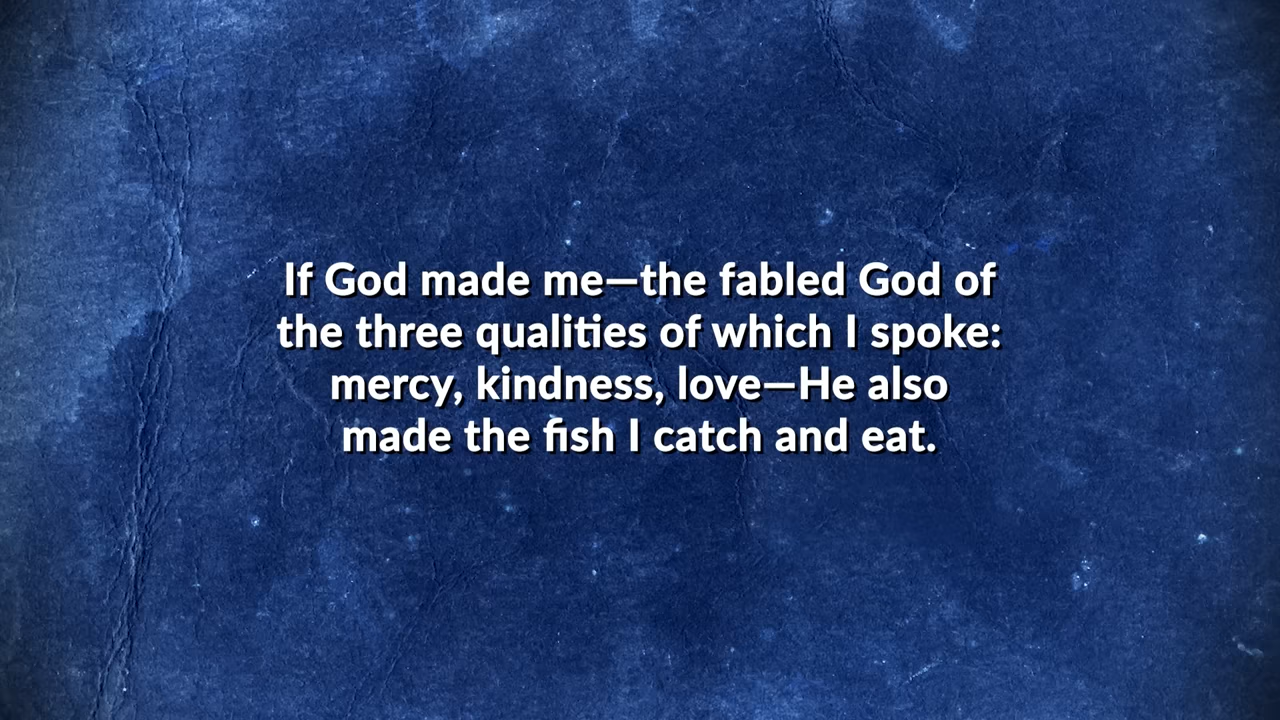 If God made me—the fabled God of
the three qualities of which I spoke:
mercy, kindness, love—He also
made the fish I catch and eat.